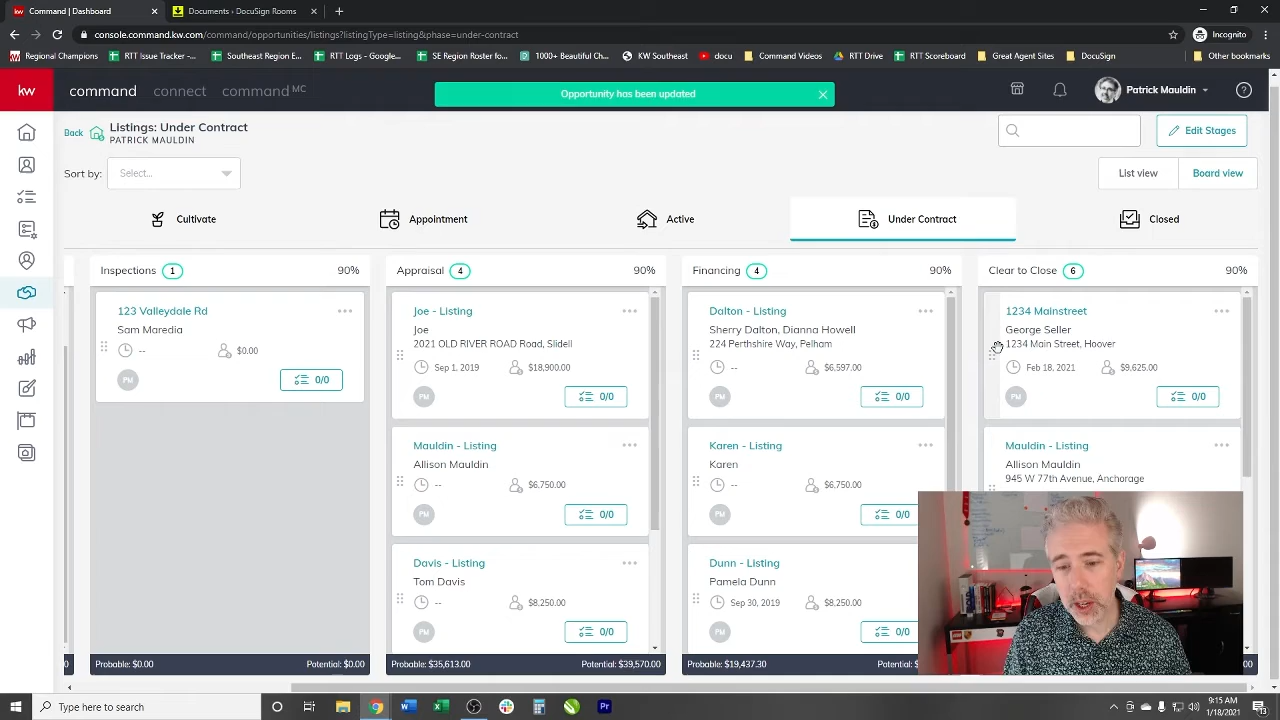 Command | Dashboard
Documents › DocuSign Rooms
console.command.kw.com/opportunities/listings?listingType=listing&phase=under-contract
Incognito
Regional Champions
RTT Issue Tracker -...
Southeast Region E...
RTT Logs - Google...
SE Region Roster fo...
1000+ Beautiful Ch...
KW Southeast
docu
Command Videos
RTT Drive
RTT Scoreboard
Great Agent Sites
DocuSign
Other bookmarks
kw
command
connect
command MC
Opportunity has been updated
Patrick Mauldin
Back
Listings: Under Contract
PATRICK MAULDIN
Edit Stages
Sort by:
Select...
List view
Board view
Cultivate
Appointment
Active
Under Contract
Closed
Inspections 1 90%
123 Valleydale Rd
Sam Maredia
--
$0.00
PM
0/0
Probable: $0.00
Potential: $0.00
Appraisal 4 90%
Joe - Listing
Joe
2021 OLD RIVER ROAD Road, Slidell
Sep 1, 2019
$18,900.00
PM
0/0
Mauldin - Listing
Allison Mauldin
--
$6,750.00
PM
0/0
Davis - Listing
Tom Davis
--
$8,250.00
PM
0/0
Probable: $35,613.00
Potential: $39,570.00
Financing 4 90%
Dalton - Listing
Sherry Dalton, Dianna Howell
224 Perthshire Way, Pelham
--
$6,597.00
PM
0/0
Karen - Listing
Karen
--
$6,750.00
PM
0/0
Dunn - Listing
Pamela Dunn
Sep 30, 2019
$8,250.00
PM
0/0
Probable: $19,437.30
Clear to Close 6 90%
1234 Mainstreet
George Seller
1234 Main Street, Hoover
Feb 18, 2021
$9,625.00
PM
0/0
Mauldin - Listing
Allison Mauldin
945 W 77th Avenue, Anchorage
Type here to search
9:15 AM
1/18/2021